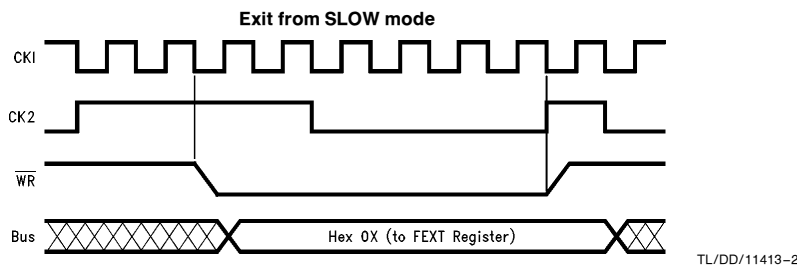 Exit from SLOW mode
CKI
CK2
WR
Bus
Hex 0X (to FEXT Register)
TL/DD/11413–2